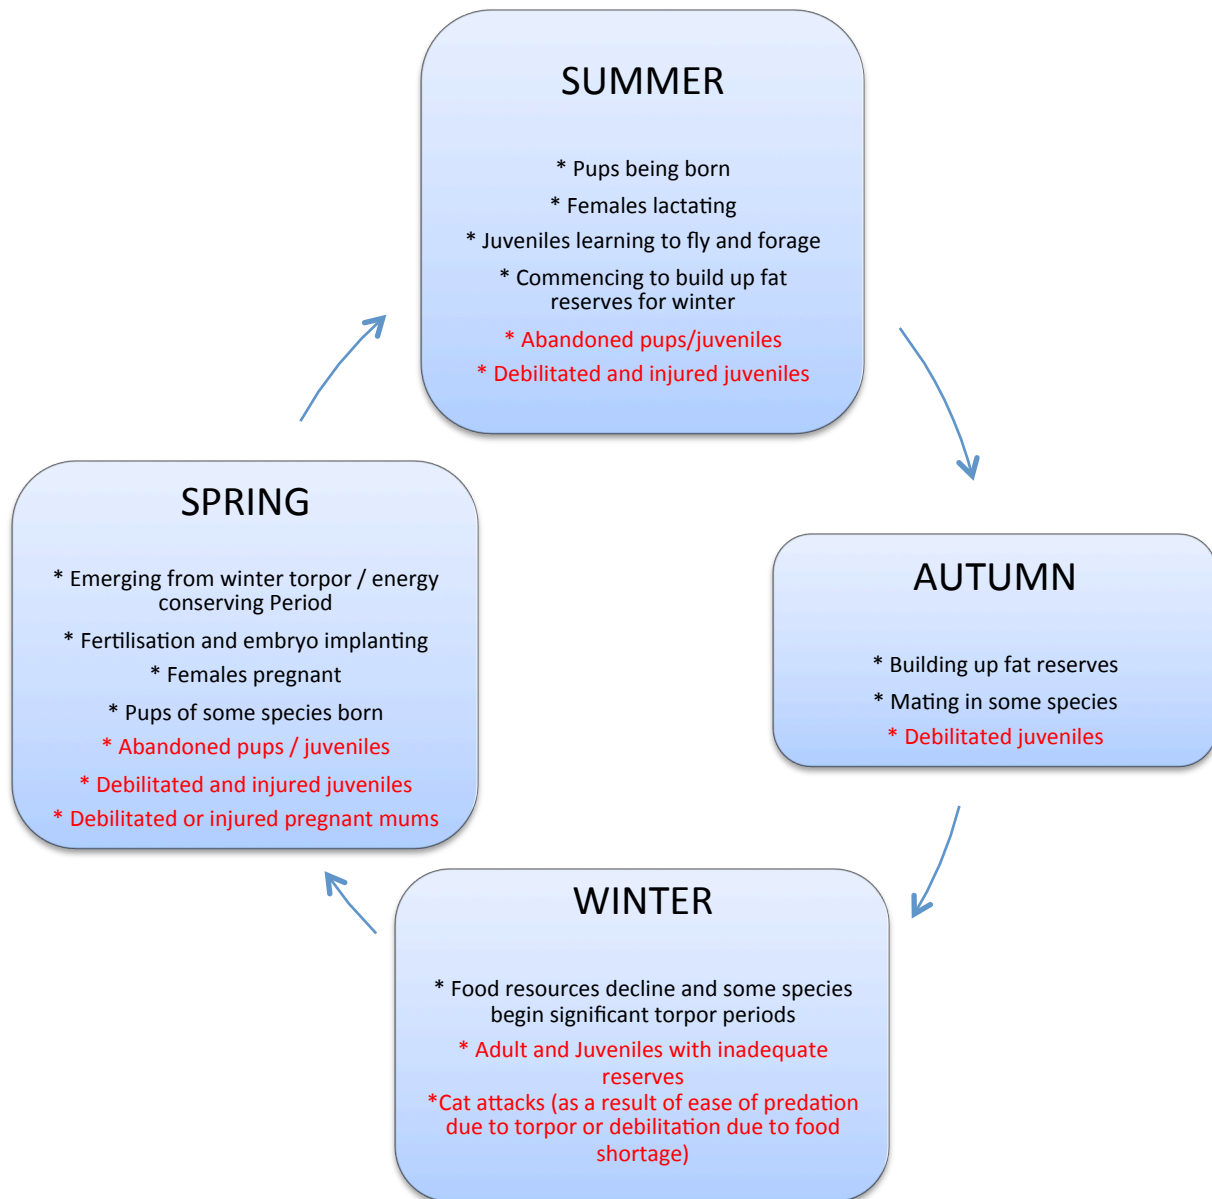 SUMMER
* Pups being born
* Females lactating
* Juveniles learning to fly and forage
* Commencing to build up fat
reserves for winter
* Abandoned pups/juveniles
* Debilitated and injured juveniles
AUTUMN
* Building up fat reserves
* Mating in some species
* Debilitated juveniles
WINTER
* Food resources decline and some species
begin significant torpor periods
* Adult and Juveniles with inadequate
reserves
*Cat attacks (as a result of ease of predation
due to torpor or debilitation due to food
shortage)
SPRING
* Emerging from winter torpor / energy
conserving Period
* Fertilisation and embryo implanting
* Females pregnant
* Pups of some species born
* Abandoned pups / juveniles
* Debilitated and injured juveniles
* Debilitated or injured pregnant mums